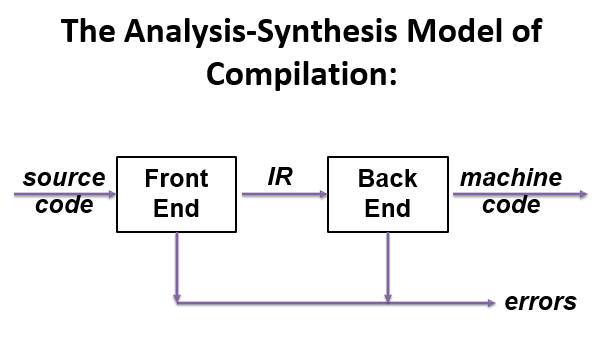 The Analysis-Synthesis Model of
Compilation:
source
code
Front
End
IR
Back
End
machine
code
errors